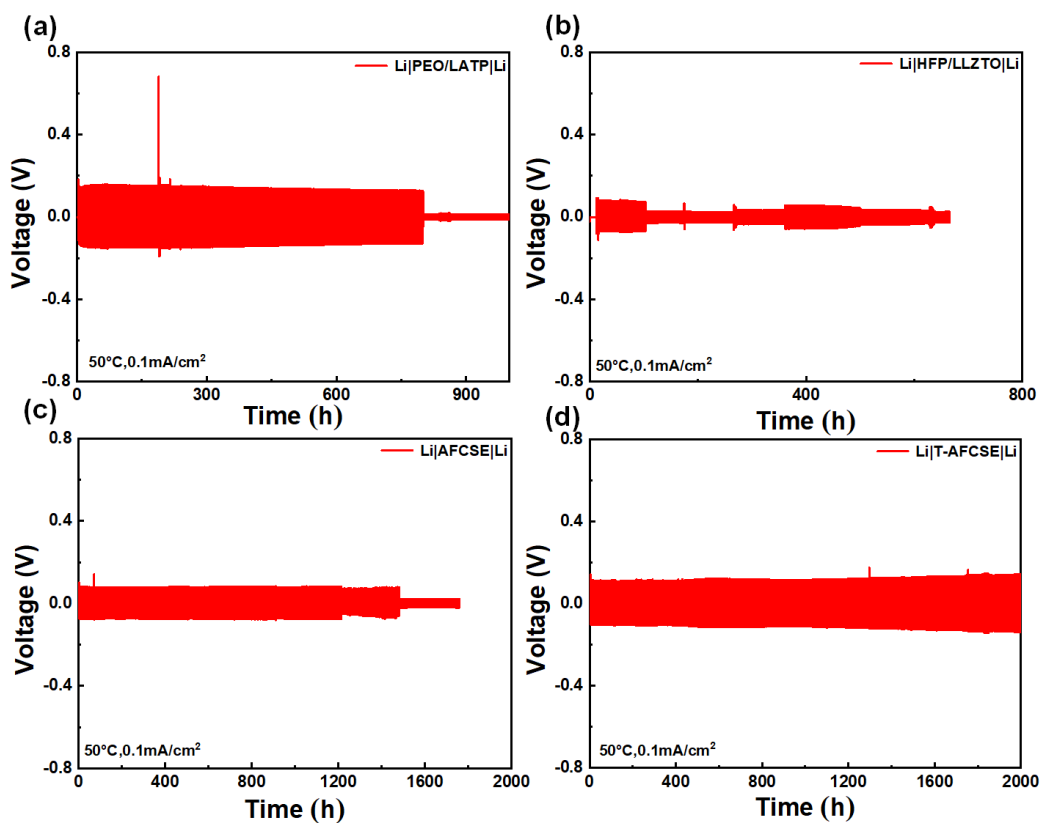 (a)
Li|PEO/LATP|Li
0.8
0.4
0.0
-0.4
-0.8
Voltage (V)
50°C,0.1mA/cm²
0
300
600
900
Time (h)
(b)
Li|HFP/LLZTO|Li
0.8
0.4
0.0
-0.4
-0.8
Voltage (V)
50°C,0.1mA/cm²
0
400
800
Time (h)
(c)
Li|AFCSE|Li
0.8
0.4
0.0
-0.4
-0.8
Voltage (V)
50°C,0.1mA/cm²
0
400
800
1200
1600
2000
Time (h)
(d)
Li|T-AFCSE|Li
0.8
0.4
0.0
-0.4
-0.8
Voltage (V)
50°C,0.1mA/cm²
0
400
800
1200
1600
2000
Time (h)